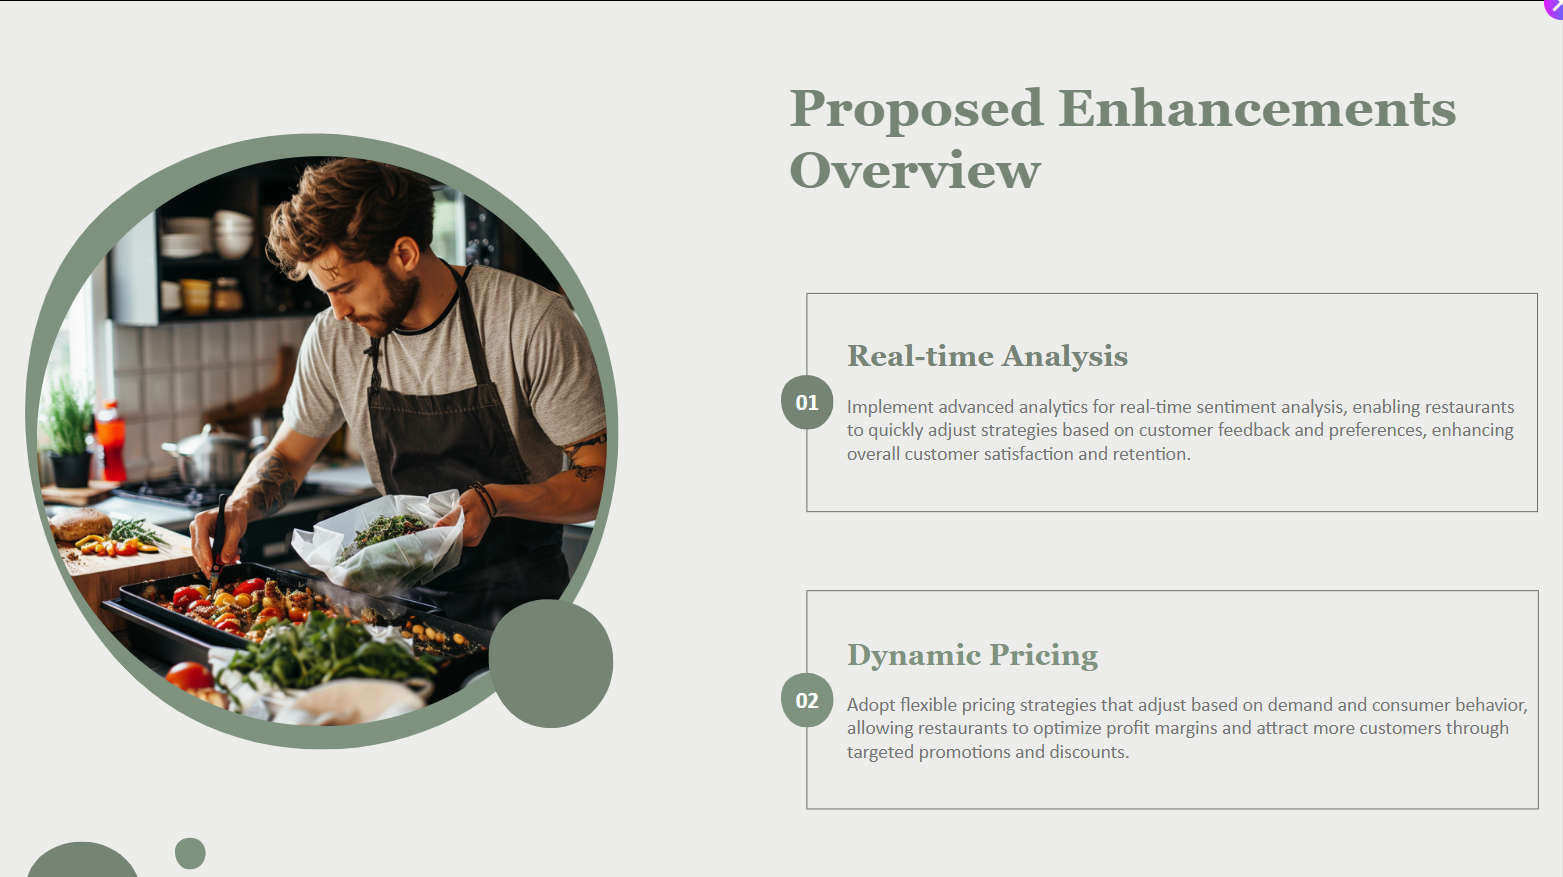 Proposed Enhancements
Overview
01
Real-time Analysis
Implement advanced analytics for real-time sentiment analysis, enabling restaurants
to quickly adjust strategies based on customer feedback and preferences, enhancing
overall customer satisfaction and retention.
02
Dynamic Pricing
Adopt flexible pricing strategies that adjust based on demand and consumer behavior,
allowing restaurants to optimize profit margins and attract more customers through
targeted promotions and discounts.